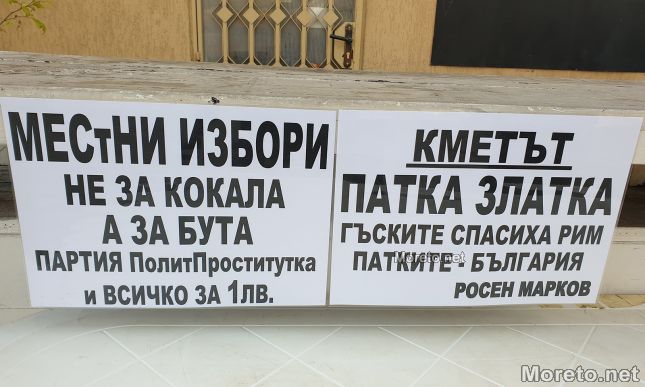 МЕСтНИ ИЗБОРИ
НЕ ЗА КОКАЛА
А ЗА БУТА
ПАРТИЯ ПолитПроститутка
и ВСИЧКО ЗА 1лв.
КМЕТЪТ
ПАТКА ЗЛАТКА
ГЪСКИТЕ СПАСИХА РИМ
ПАТКИТЕ - БЪЛГАРИЯ
РОСЕН МАРКОВ
Moreto.net
Moreto.net